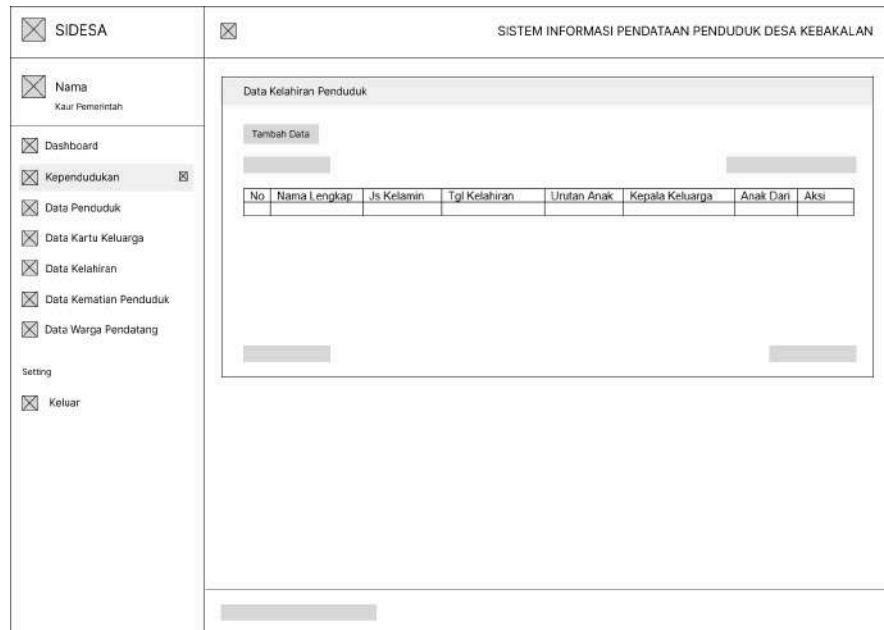 SIDESA
SISTEM INFORMASI PENDATAAN PENDUDUK DESA KEBAKALAN
Nama
Kaur Pemerintah
Dashboard
Kependudukan
Data Penduduk
Data Kartu Keluarga
Data Kelahiran
Data Kematian Penduduk
Data Warga Pendatang
Setting
Keluar
Data Kelahiran Penduduk
Tambah Data
No Nama Lengkap Js Kelamin Tgl Kelahiran Urutan Anak Kepala Keluarga Anak Dari Aksi